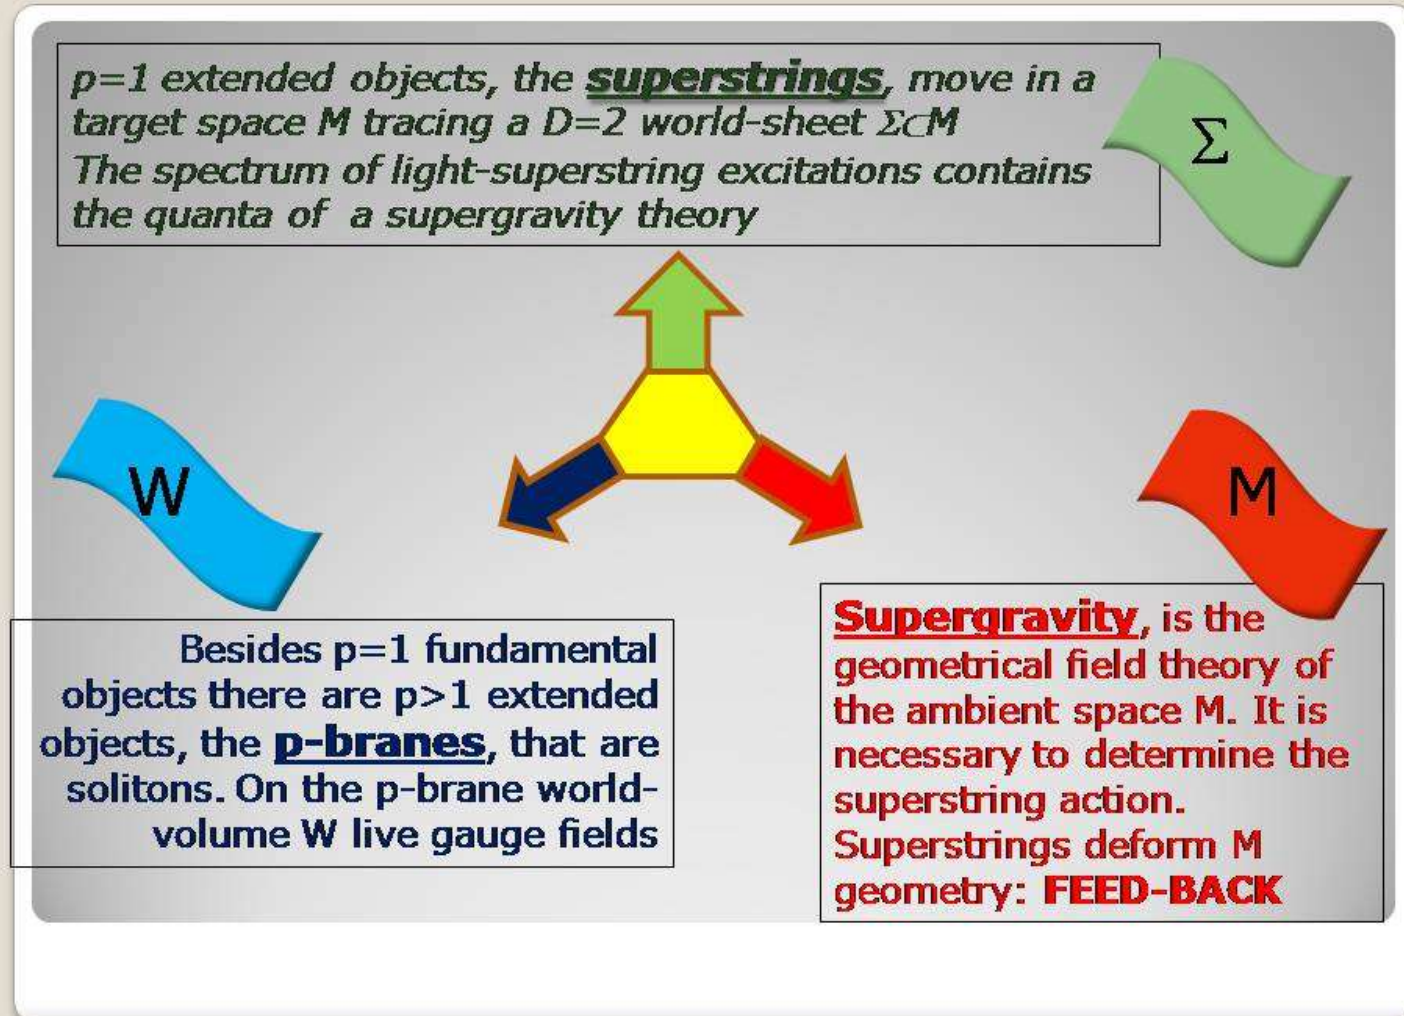 p=1 extended objects, the superstrings, move in a
target space M tracing a D=2 world-sheet Σ⊂M
The spectrum of light-superstring excitations contains
the quanta of a supergravity theory
Σ
W
M
Besides p=1 fundamental
objects there are p>1 extended
objects, the p-branes, that are
solitons. On the p-brane world-
volume W live gauge fields
Supergravity, is the
geometrical field theory of
the ambient space M. It is
necessary to determine the
superstring action.
Superstrings deform M
geometry: FEED-BACK